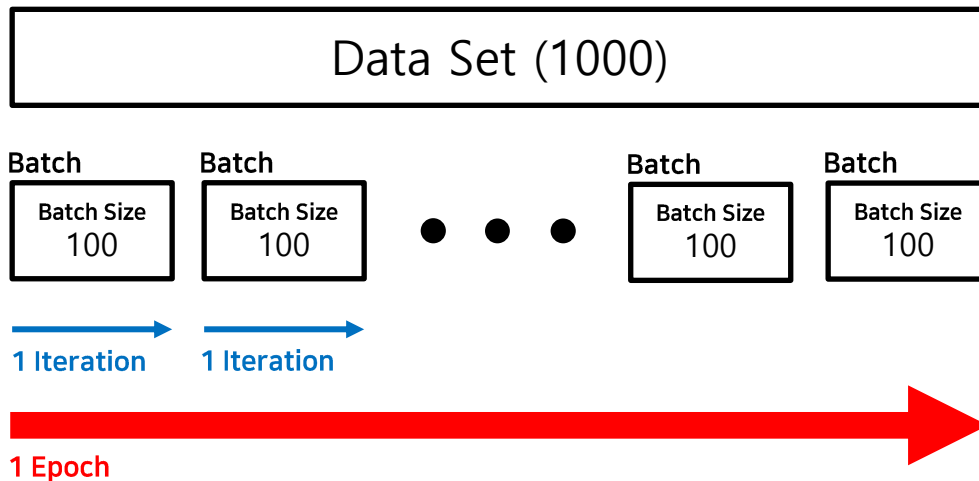 Data Set (1000)
Batch
Batch
Batch
Batch
Batch Size
100
Batch Size
100
Batch Size
100
Batch Size
100
1 Iteration
1 Iteration
1 Epoch